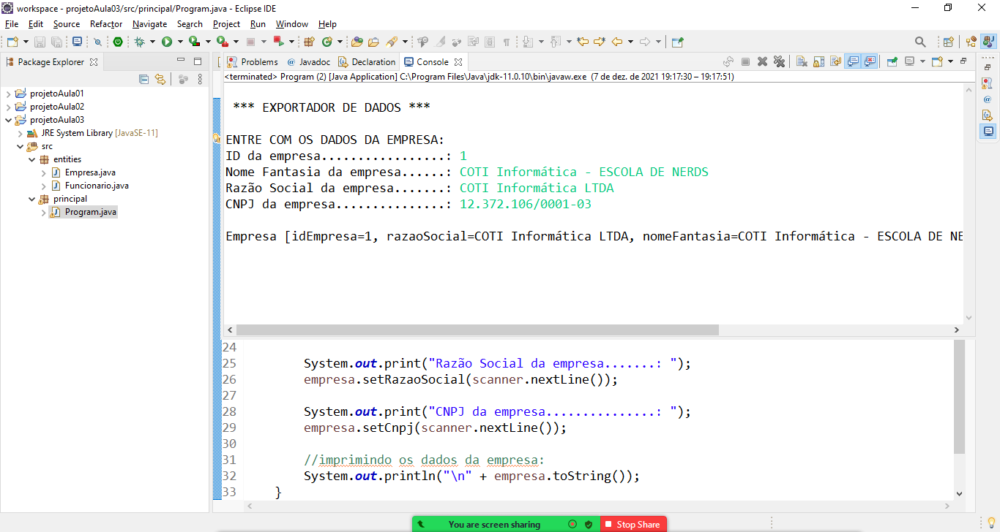 workspace - projetoAula03/src/principal/Program.java - Eclipse IDE
File Edit Source Refactor Navigate Search Project Run Window Help
Package Explorer
projetoAula01
projetoAula02
projetoAula03
JRE System Library [JavaSE-11]
src
entities
Empresa.java
Funcionario.java
principal
Program.java
Problems @ Javadoc Declaration Console
<terminated> Program (2) [Java Application] C:\Program Files\Java\jdk-11.0.10\bin\javaw.exe (7 de dez. de 2021 19:17:30 – 19:17:51)
*** EXPORTADOR DE DADOS ***
ENTRE COM OS DADOS DA EMPRESA:
ID da empresa.................: 1
Nome Fantasia da empresa......: COTI Informática - ESCOLA DE NERDS
Razão Social da empresa.......: COTI Informática LTDA
CNPJ da empresa...............: 12.372.106/0001-03
Empresa [idEmpresa=1, razaoSocial=COTI Informática LTDA, nomeFantasia=COTI Informática - ESCOLA DE NE
24
25 System.out.print("Razão Social da empresa.......: ");
26 empresa.setRazaoSocial(scanner.nextLine());
27
28 System.out.print("CNPJ da empresa...............: ");
29 empresa.setCnpj(scanner.nextLine());
30
31 //imprimindo os dados da empresa:
32 System.out.println("\n" + empresa.toString());
33 }
You are screen sharing Stop Share